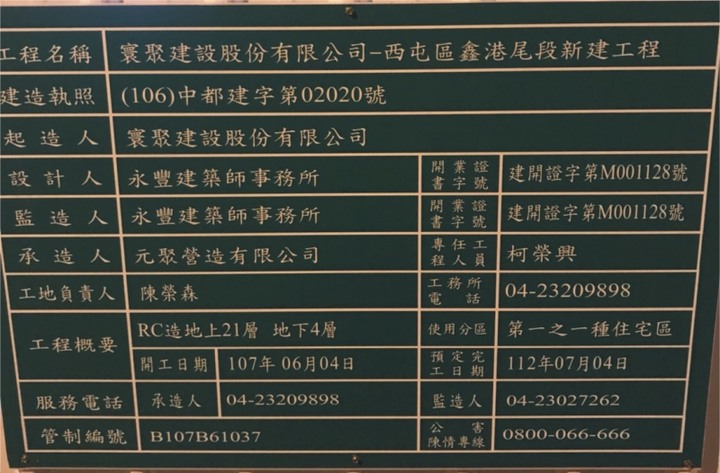 工程名稱 寰聚建設股份有限公司-西屯區鑫港尾段新建工程
建造執照 (106)中都建字第02020號
起造人 寰聚建設股份有限公司
設計人 永豐建築師事務所 開業證書字號 建開證字第M001128號
監造人 永豐建築師事務所 開業證書字號 建開證字第M001128號
承造人 元聚營造有限公司 專任工程人員 柯榮興
工地負責人 陳榮森 工務所電話 04-23209898
工程概要 RC造地上21層 地下4層 使用分區 第一之一種住宅區
開工日期 107年06月04日 預定完工日期 112年07月04日
服務電話 承造人 04-23209898 監造人 04-23027262
管制編號 B107B61037 公害陳情專線 0800-066-666